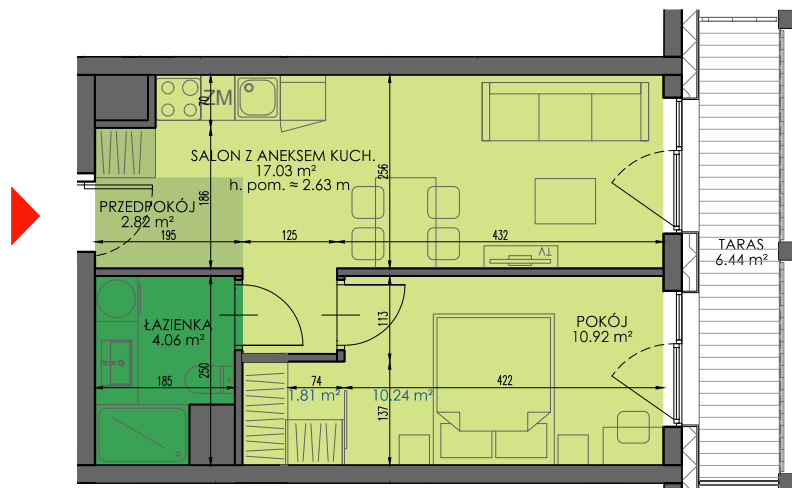 70
ZM
SALON Z ANEKSEM KUCH.
17.03 m²
h. pom. ≈ 2.63 m
256
186
PRZEDPOKÓJ
2.82 m²
195
125
432
TV
TARAS
6.44 m²
ŁAZIENKA
4.06 m²
113
POKÓJ
10.92 m²
250
185
74
422
1.81 m²
10.24 m²
137